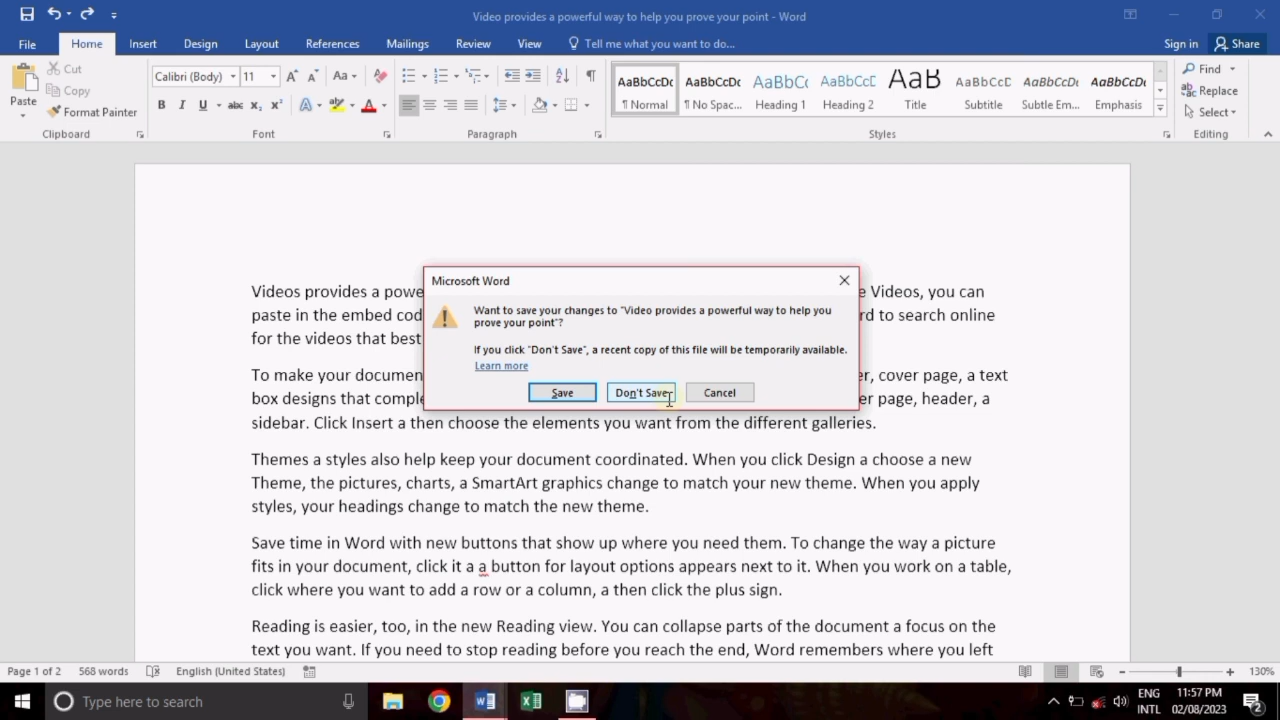 Video provides a powerful way to help you prove your point - Word
File Home Insert Design Layout References Mailings Review View Tell me what you want to do... Sign in Share
Paste
Cut
Copy
Format Painter
Clipboard
Calibri (Body) 11 Aa
B I U abc x₂ x² A A
Font
Paragraph
AaBbCcDc AaBbCcDc AaBbC AaBbCcE AaB AaBbCcD AaBbCcDt AaBbCcDt
¶ Normal ¶ No Spac... Heading 1 Heading 2 Title Subtitle Subtle Em... Emphasis
Styles
Find
Replace
Select
Editing
Videos provides a powe
e Videos, you can
paste in the embed cod
rd to search online
for the videos that best
To make your documen
er, cover page, a text
box designs that comple
er page, header, a
sidebar. Click Insert a then choose the elements you want from the different galleries.
Themes a styles also help keep your document coordinated. When you click Design a choose a new
Theme, the pictures, charts, a SmartArt graphics change to match your new theme. When you apply
styles, your headings change to match the new theme.
Save time in Word with new buttons that show up where you need them. To change the way a picture
fits in your document, click it a a button for layout options appears next to it. When you work on a table,
click where you want to add a row or a column, a then click the plus sign.
Reading is easier, too, in the new Reading view. You can collapse parts of the document a focus on the
text you want. If you need to stop reading before you reach the end, Word remembers where you left
Microsoft Word
Want to save your changes to "Video provides a powerful way to help you
prove your point"?
If you click "Don't Save", a recent copy of this file will be temporarily available.
Learn more
Save Don't Save Cancel
Page 1 of 2 568 words English (United States) 130%
Type here to search
ENG
INTL
11:57 PM
02/08/2023
2